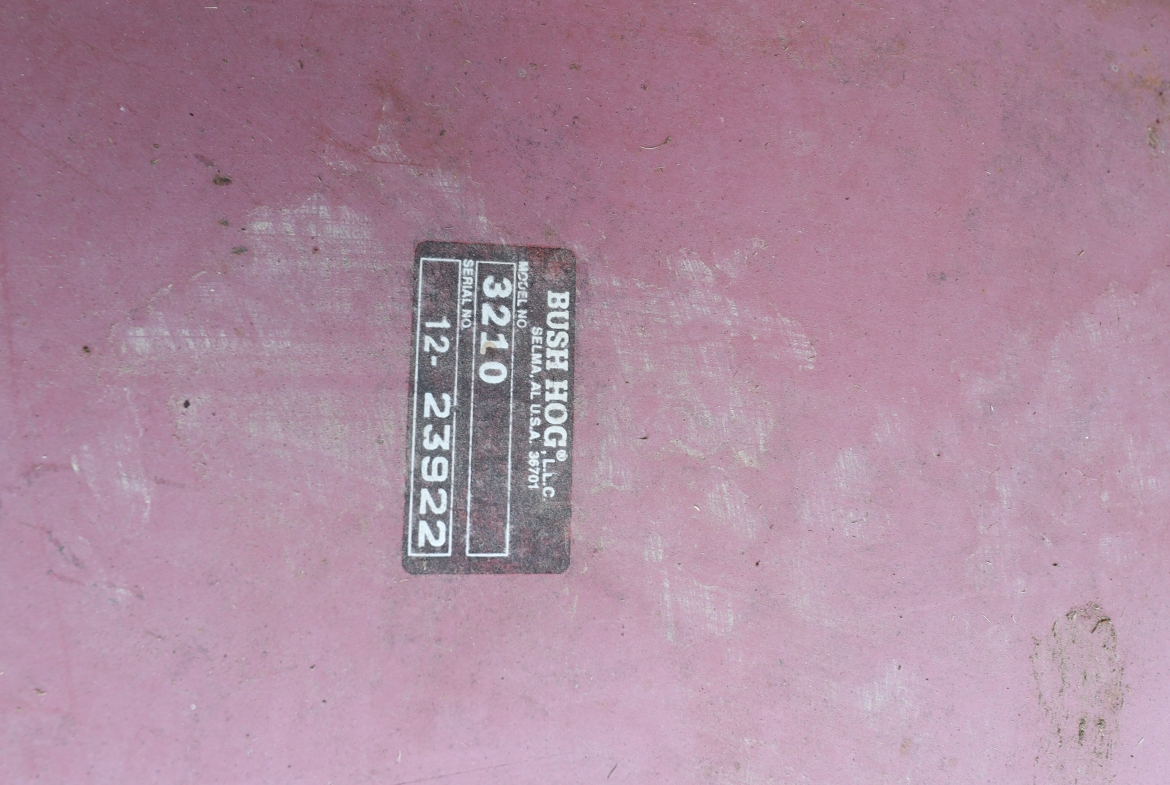 BUSH HOG®, L.L.C.
SELMA, AL U.S.A. 36701
MODEL NO.
3210
SERIAL NO.
12- 23922